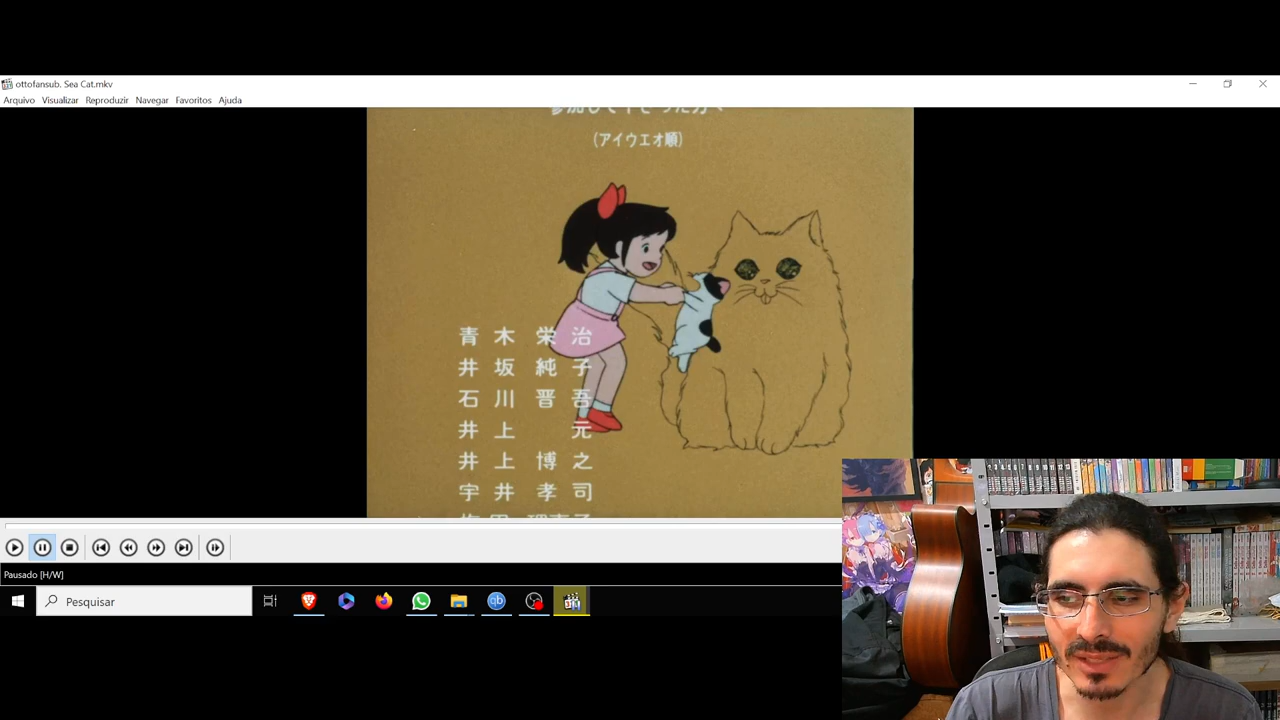 ottofansub. Sea Cat.mkv
Arquivo Visualizar Reproduzir Navegar Favoritos Ajuda
(アイウエオ順)
青木栄治
井坂純子
石川晋吾
井上 元
井上博之
宇井孝司
Pausado [H/W]
Pesquisar